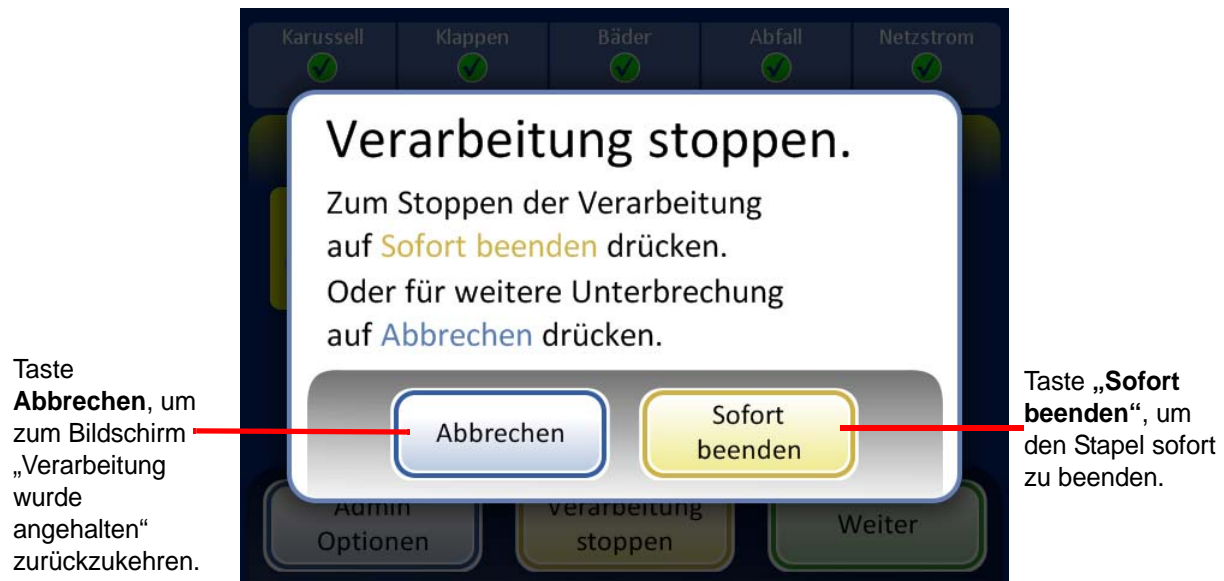 Karussell
Klappen
Bäder
Abfall
Netzstrom
Verarbeitung stoppen.
Zum Stoppen der Verarbeitung
auf Sofort beenden drücken.
Oder für weitere Unterbrechung
auf Abbrechen drücken.
Abbrechen
Sofort
beenden
Admin
Optionen
Verarbeitung
stoppen
Weiter
Taste
Abbrechen, um
zum Bildschirm
„Verarbeitung
wurde
angehalten“
zurückzukehren.
Taste „Sofort
beenden“, um
den Stapel sofort
zu beenden.